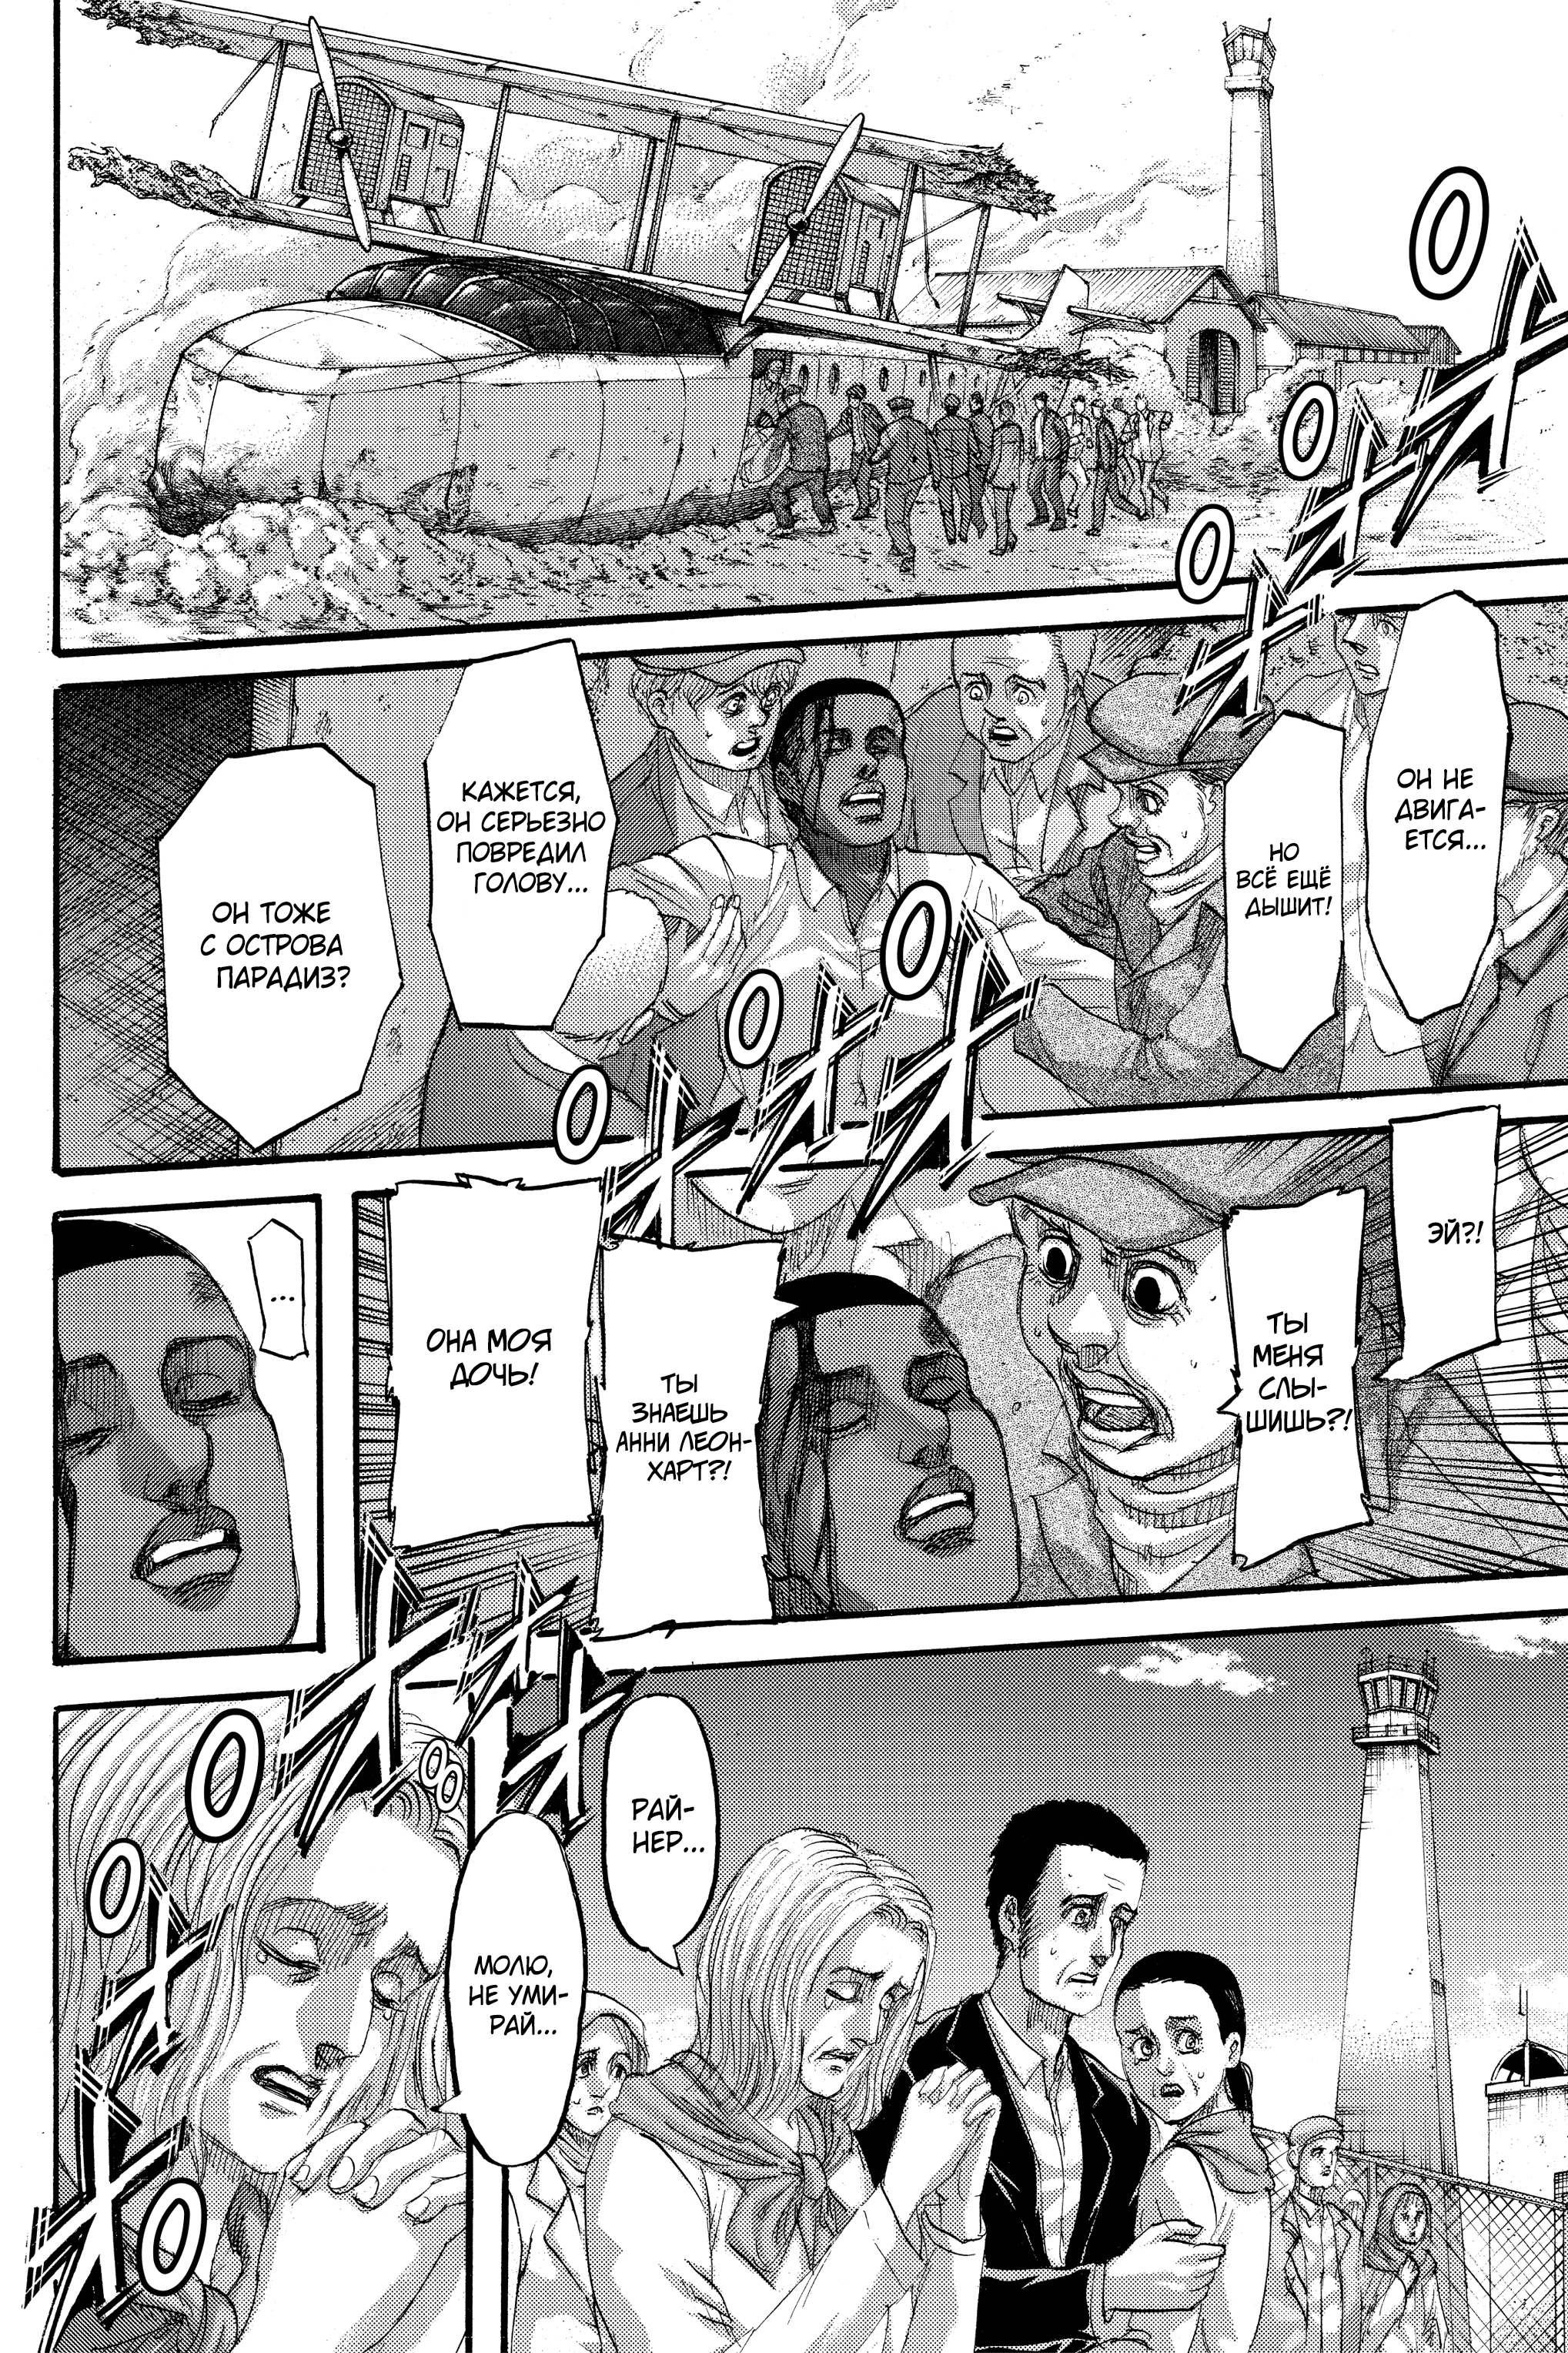 ОН НЕ
ДВИГА-
ЕТСЯ...
НО
ВСЁ ЕЩЁ
ДЫШИТ!
КАЖЕТСЯ,
ОН СЕРЬЕЗНО
ПОВРЕДИЛ
ГОЛОВУ...
ОН ТОЖЕ
С ОСТРОВА
ПАРАДИЗ?
ЭЙ?!
ТЫ
МЕНЯ
СЛЫ-
ШИШЬ?!
ТЫ
ЗНАЕШЬ
АННИ ЛЕОН-
ХАРТ?!
ОНА МОЯ
ДОЧЬ!
...
РАЙ-
НЕР...
МОЛЮ,
НЕ УМИ-
РАЙ...